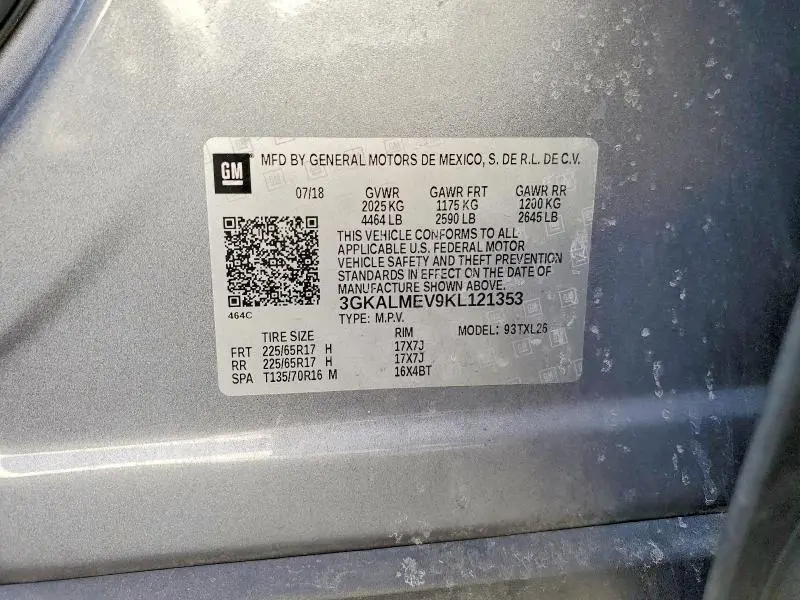 GM MFD BY GENERAL MOTORS DE MEXICO, S. DE R.L. DE C.V.
07/18 GVWR GAWR FRT GAWR RR
2025 KG 1175 KG 1200 KG
4464 LB 2590 LB 2645 LB
THIS VEHICLE CONFORMS TO ALL
APPLICABLE U.S. FEDERAL MOTOR
VEHICLE SAFETY AND THEFT PREVENTION
STANDARDS IN EFFECT ON THE DATE OF
MANUFACTURE SHOWN ABOVE.
3GKALMEV9KL121353
464C
TYPE: M.P.V.
TIRE SIZE RIM MODEL: 93TXL26
FRT 225/65R17 H 17X7J
RR 225/65R17 H 17X7J
SPA T135/70R16 M 16X4BT